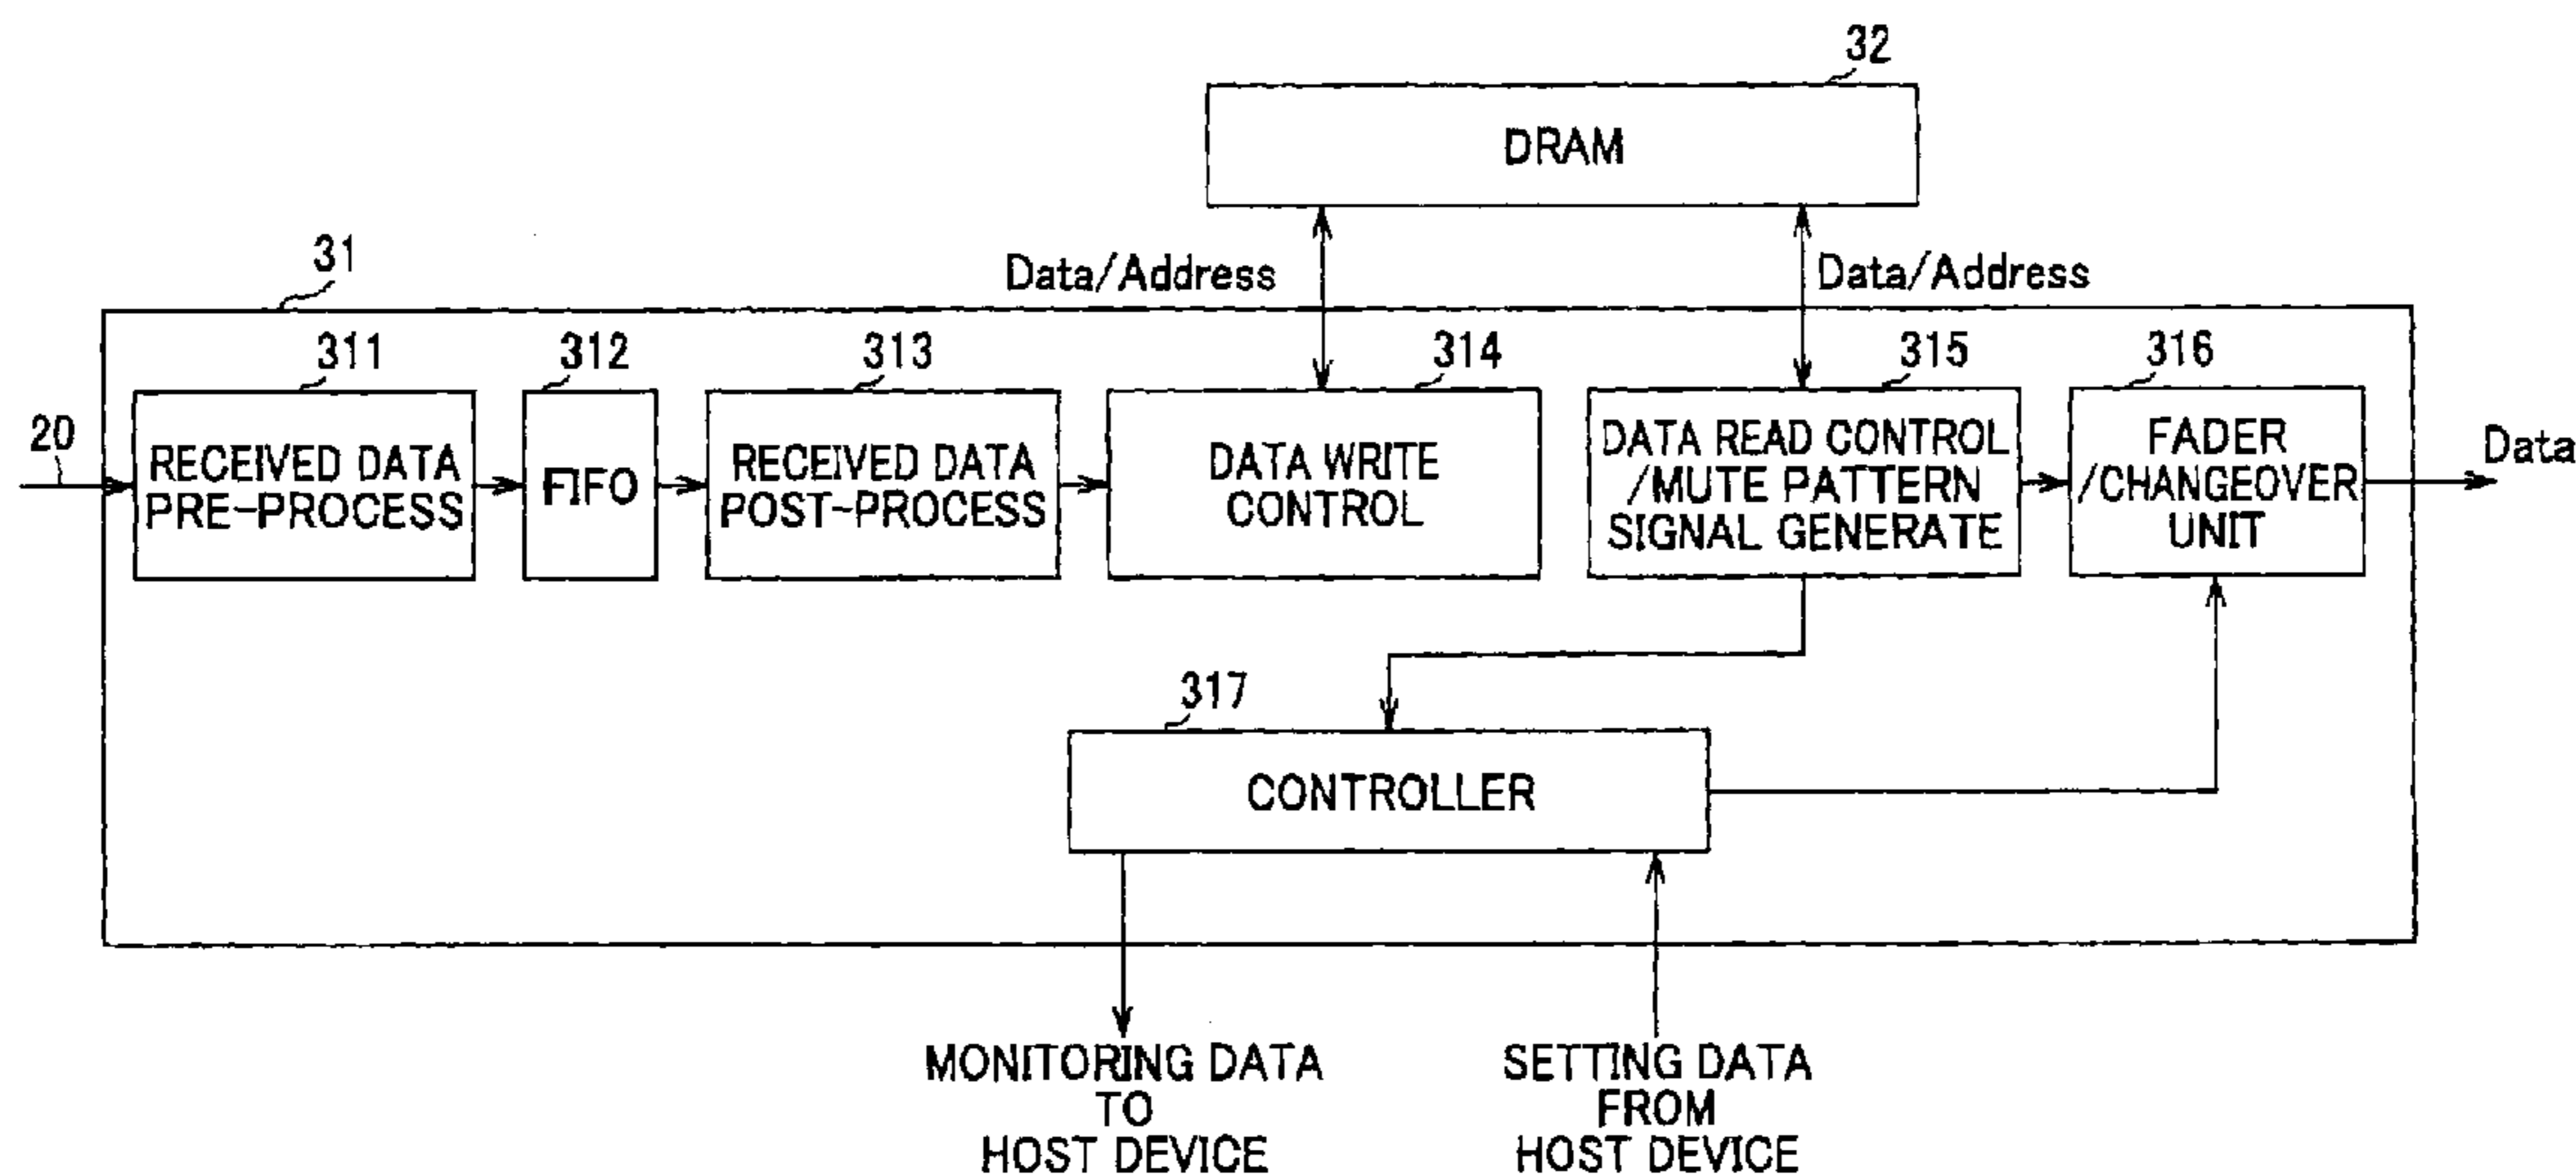 32
DRAM
31
Data/Address
Data/Address
311
312
313
314
315
316
20
RECEIVED DATA
PRE-PROCESS
FIFO
RECEIVED DATA
POST-PROCESS
DATA WRITE
CONTROL
DATA READ CONTROL
/MUTE PATTERN
SIGNAL GENERATE
FADER
/CHANGEOVER
UNIT
Data
317
CONTROLLER
MONITORING DATA
TO
HOST DEVICE
SETTING DATA
FROM
HOST DEVICE